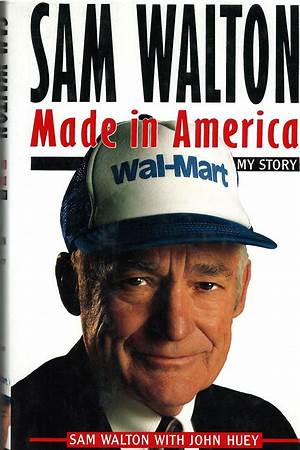 SAM WALTON
Made in America
MY STORY
Wal-Mart
SAM WALTON WITH JOHN HUEY